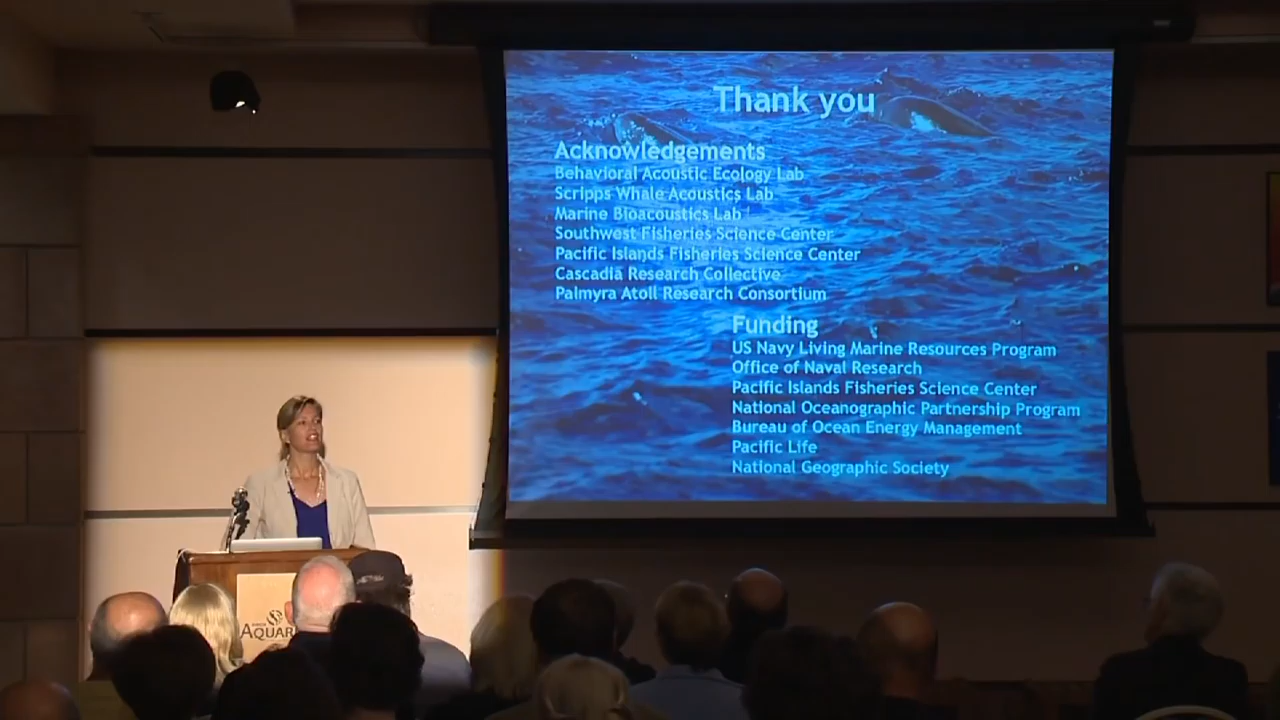 Thank you
Acknowledgements
Behavioral Acoustic Ecology Lab
Scripps Whale Acoustics Lab
Marine Bioacoustics Lab
Southwest Fisheries Science Center
Pacific Islands Fisheries Science Center
Cascadia Research Collective
Palmyra Atoll Research Consortium
Funding
US Navy Living Marine Resources Program
Office of Naval Research
Pacific Islands Fisheries Science Center
National Oceanographic Partnership Program
Bureau of Ocean Energy Management
Pacific Life
National Geographic Society
AQUAR